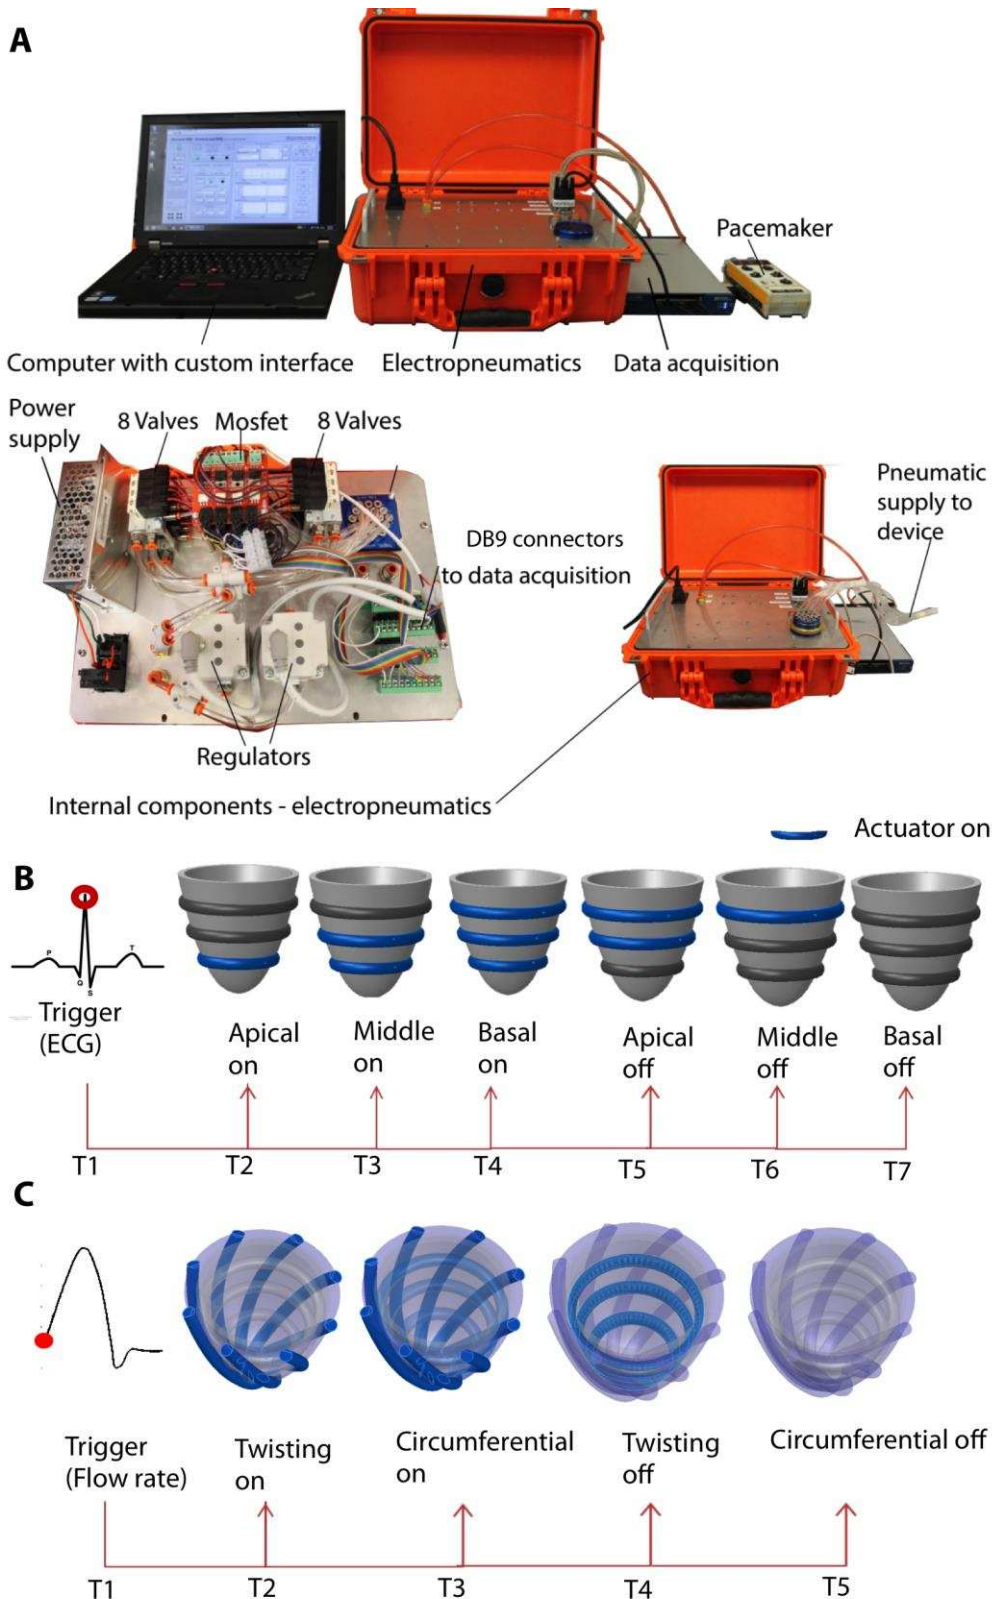 A
Pacemaker
Computer with custom interface
Electropneumatics
Data acquisition
Power
supply
8 Valves
Mosfet
8 Valves
Pneumatic
supply to
device
DB9 connectors
to data acquisition
Regulators
Internal components - electropneumatics
Actuator on
B
P
Q
S
T
Trigger
(ECG)
Apical
on
Middle
on
Basal
on
Apical
off
Middle
off
Basal
off
T1
T2
T3
T4
T5
T6
T7
C
Trigger
(Flow rate)
Twisting
on
Circumferential
on
Twisting
off
Circumferential off
T1
T2
T3
T4
T5